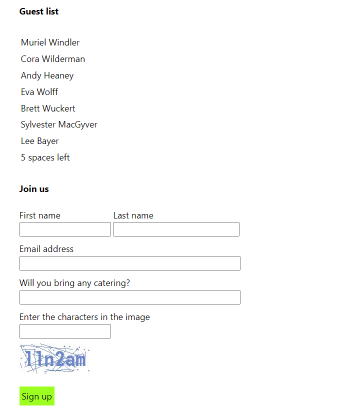 Guest list
Muriel Windler
Cora Wilderman
Andy Heaney
Eva Wolff
Brett Wuckert
Sylvester MacGyver
Lee Bayer
5 spaces left
Join us
First name Last name
Email address
Will you bring any catering?
Enter the characters in the image
Sign up